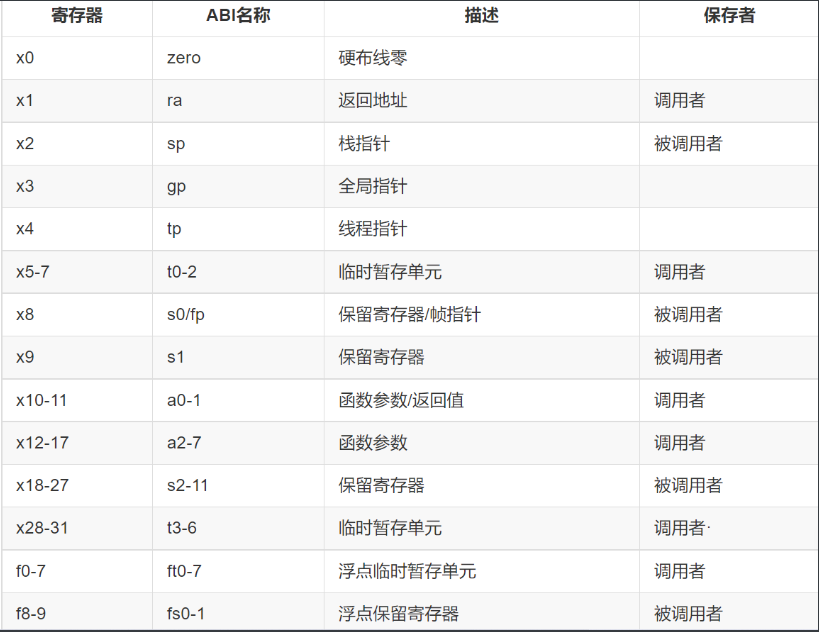 寄存器 ABI名称 描述 保存者
x0 zero 硬布线零
x1 ra 返回地址 调用者
x2 sp 栈指针 被调用者
x3 gp 全局指针
x4 tp 线程指针
x5-7 t0-2 临时暂存单元 调用者
x8 s0/fp 保留寄存器/帧指针 被调用者
x9 s1 保留寄存器 被调用者
x10-11 a0-1 函数参数/返回值 调用者
x12-17 a2-7 函数参数 调用者
x18-27 s2-11 保留寄存器 被调用者
x28-31 t3-6 临时暂存单元 调用者·
f0-7 ft0-7 浮点临时暂存单元 调用者
f8-9 fs0-1 浮点保留寄存器 被调用者